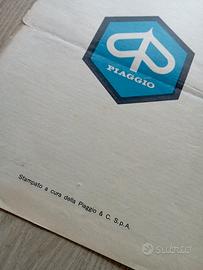 PIAGGIO
Stampato a cura della Piaggio & C. S.p.A.
subito